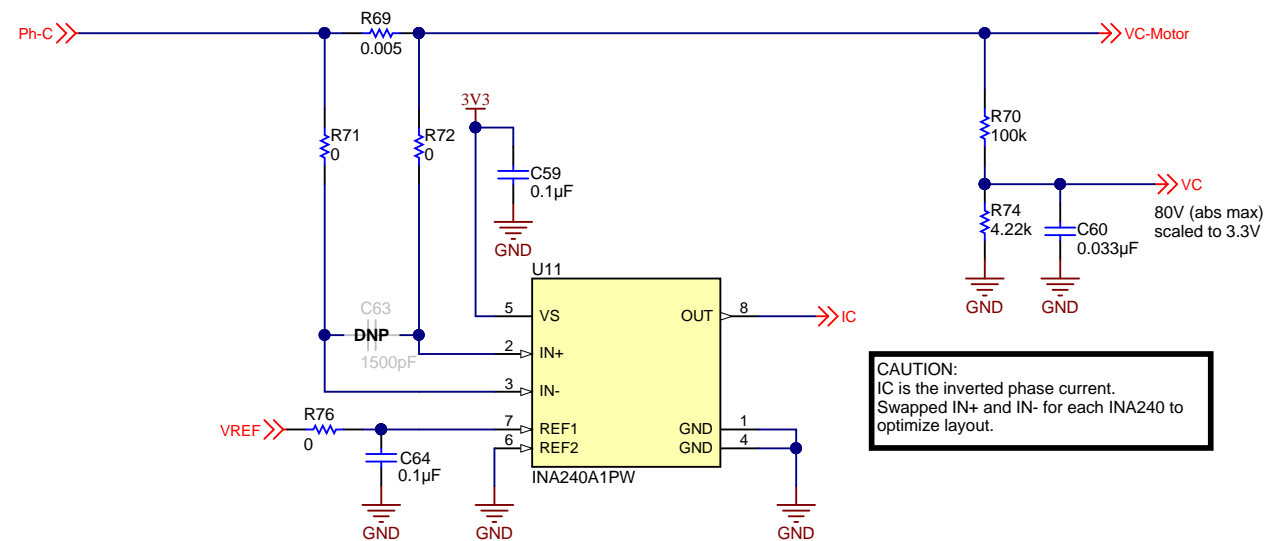 R69
Ph-C
0.005
VC-Motor
3V3
R71
0
R72
0
R70
100k
C59
0.1µF
GND
VC
80V (abs max)
scaled to 3.3V
R74
4.22k
C60
0.033µF
GND
GND
U11
C63
DNP
1500pF
5
VS
OUT
8
IC
2
IN+
3
IN-
CAUTION:
IC is the inverted phase current.
Swapped IN+ and IN- for each INA240 to
optimize layout.
R76
VREF
0
7
REF1
GND
1
6
REF2
GND
4
C64
0.1µF
INA240A1PW
GND
GND
GND